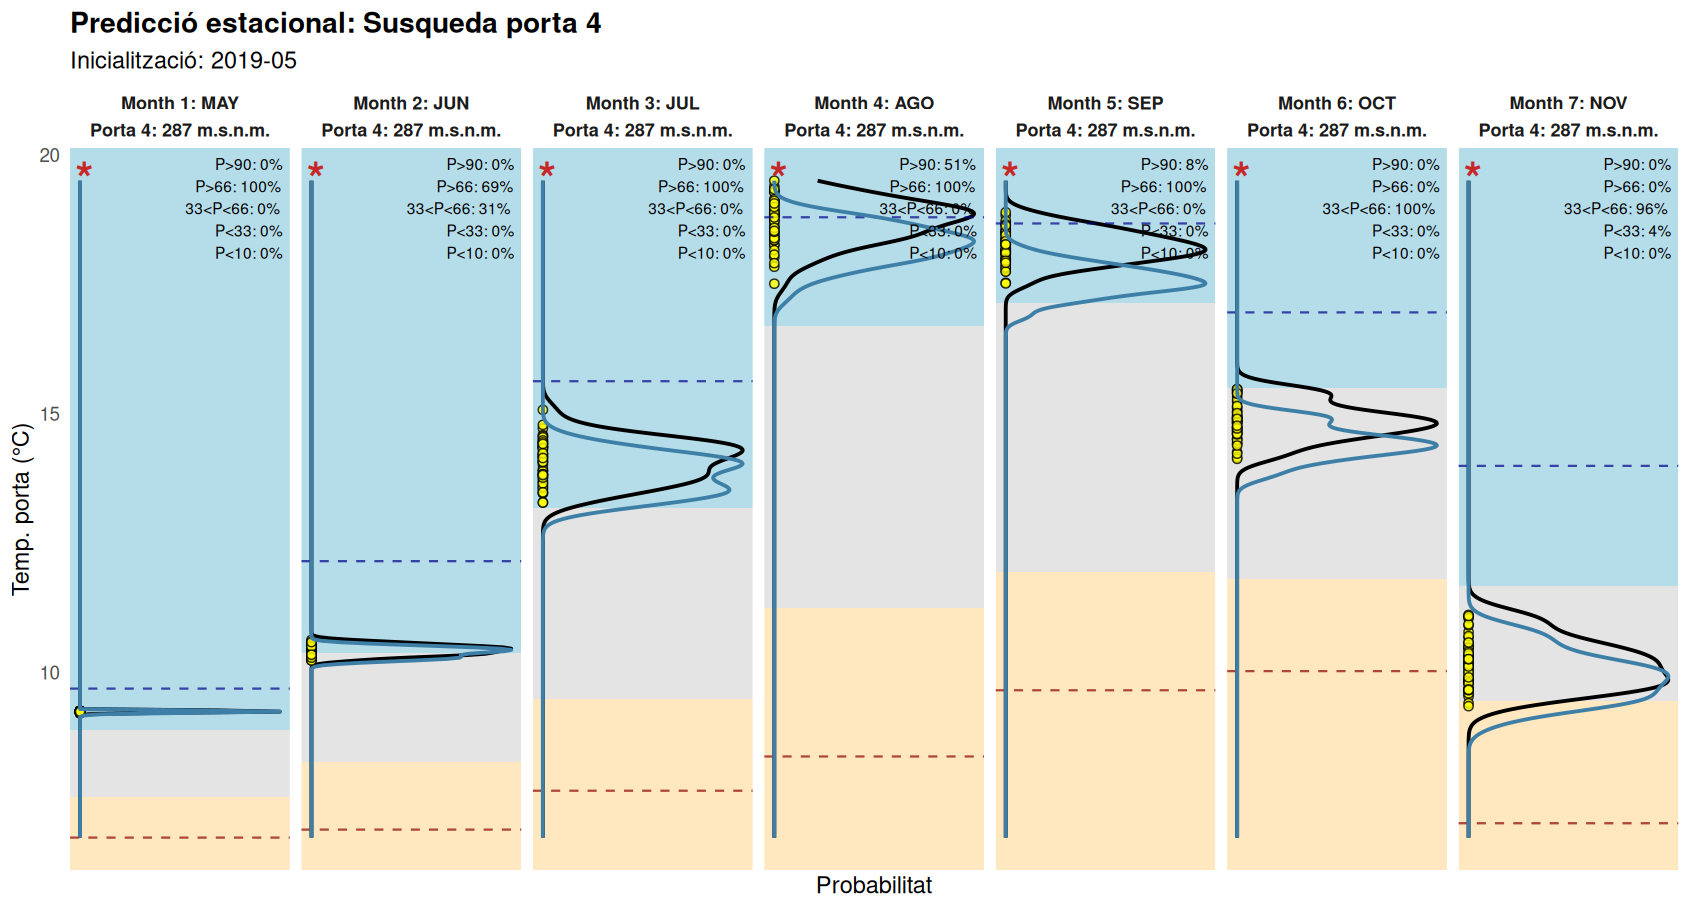 Predicció estacional: Susqueda porta 4
Inicialització: 2019-05
Month 1: MAY
Porta 4: 287 m.s.n.m.
Month 2: JUN
Porta 4: 287 m.s.n.m.
Month 3: JUL
Porta 4: 287 m.s.n.m.
Month 4: AGO
Porta 4: 287 m.s.n.m.
Month 5: SEP
Porta 4: 287 m.s.n.m.
Month 6: OCT
Porta 4: 287 m.s.n.m.
Month 7: NOV
Porta 4: 287 m.s.n.m.
*
P>90: 0%
P>66: 100%
33<P<66: 0%
P<33: 0%
P<10: 0%
*
P>90: 0%
P>66: 69%
33<P<66: 31%
P<33: 0%
P<10: 0%
*
P>90: 0%
P>66: 100%
33<P<66: 0%
P<33: 0%
P<10: 0%
*
P>90: 51%
P>66: 100%
33<P<66: 0%
P<33: 0%
P<10: 0%
*
P>90: 8%
P>66: 100%
33<P<66: 0%
P<33: 0%
P<10: 0%
*
P>90: 0%
P>66: 0%
33<P<66: 100%
P<33: 0%
P<10: 0%
*
P>90: 0%
P>66: 0%
33<P<66: 96%
P<33: 4%
P<10: 0%
20
15
10
Temp. porta (°C)
Probabilitat